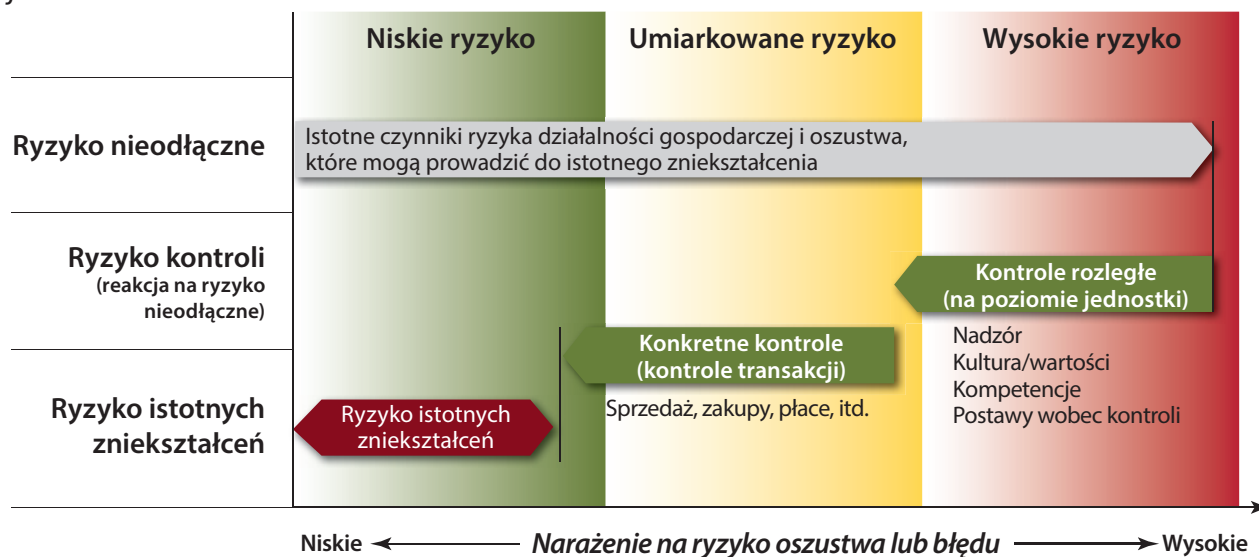 j
Niskie ryzyko
Umiarkowane ryzyko
Wysokie ryzyko
Ryzyko nieodłączne
Istotne czynniki ryzyka działalności gospodarczej i oszustwa,
które mogą prowadzić do istotnego zniekształcenia
Ryzyko kontroli
(reakcja na ryzyko
nieodłączne)
Kontrole rozległe
(na poziomie jednostki)
Nadzór
Kultura/wartości
Kompetencje
Postawy wobec kontroli
Konkretne kontrole
(kontrole transakcji)
Sprzedaż, zakupy, płace, itd.
Ryzyko istotnych
zniekształceń
Ryzyko istotnych
zniekształceń
Niskie
Narażenie na ryzyko oszustwa lub błędu
Wysokie